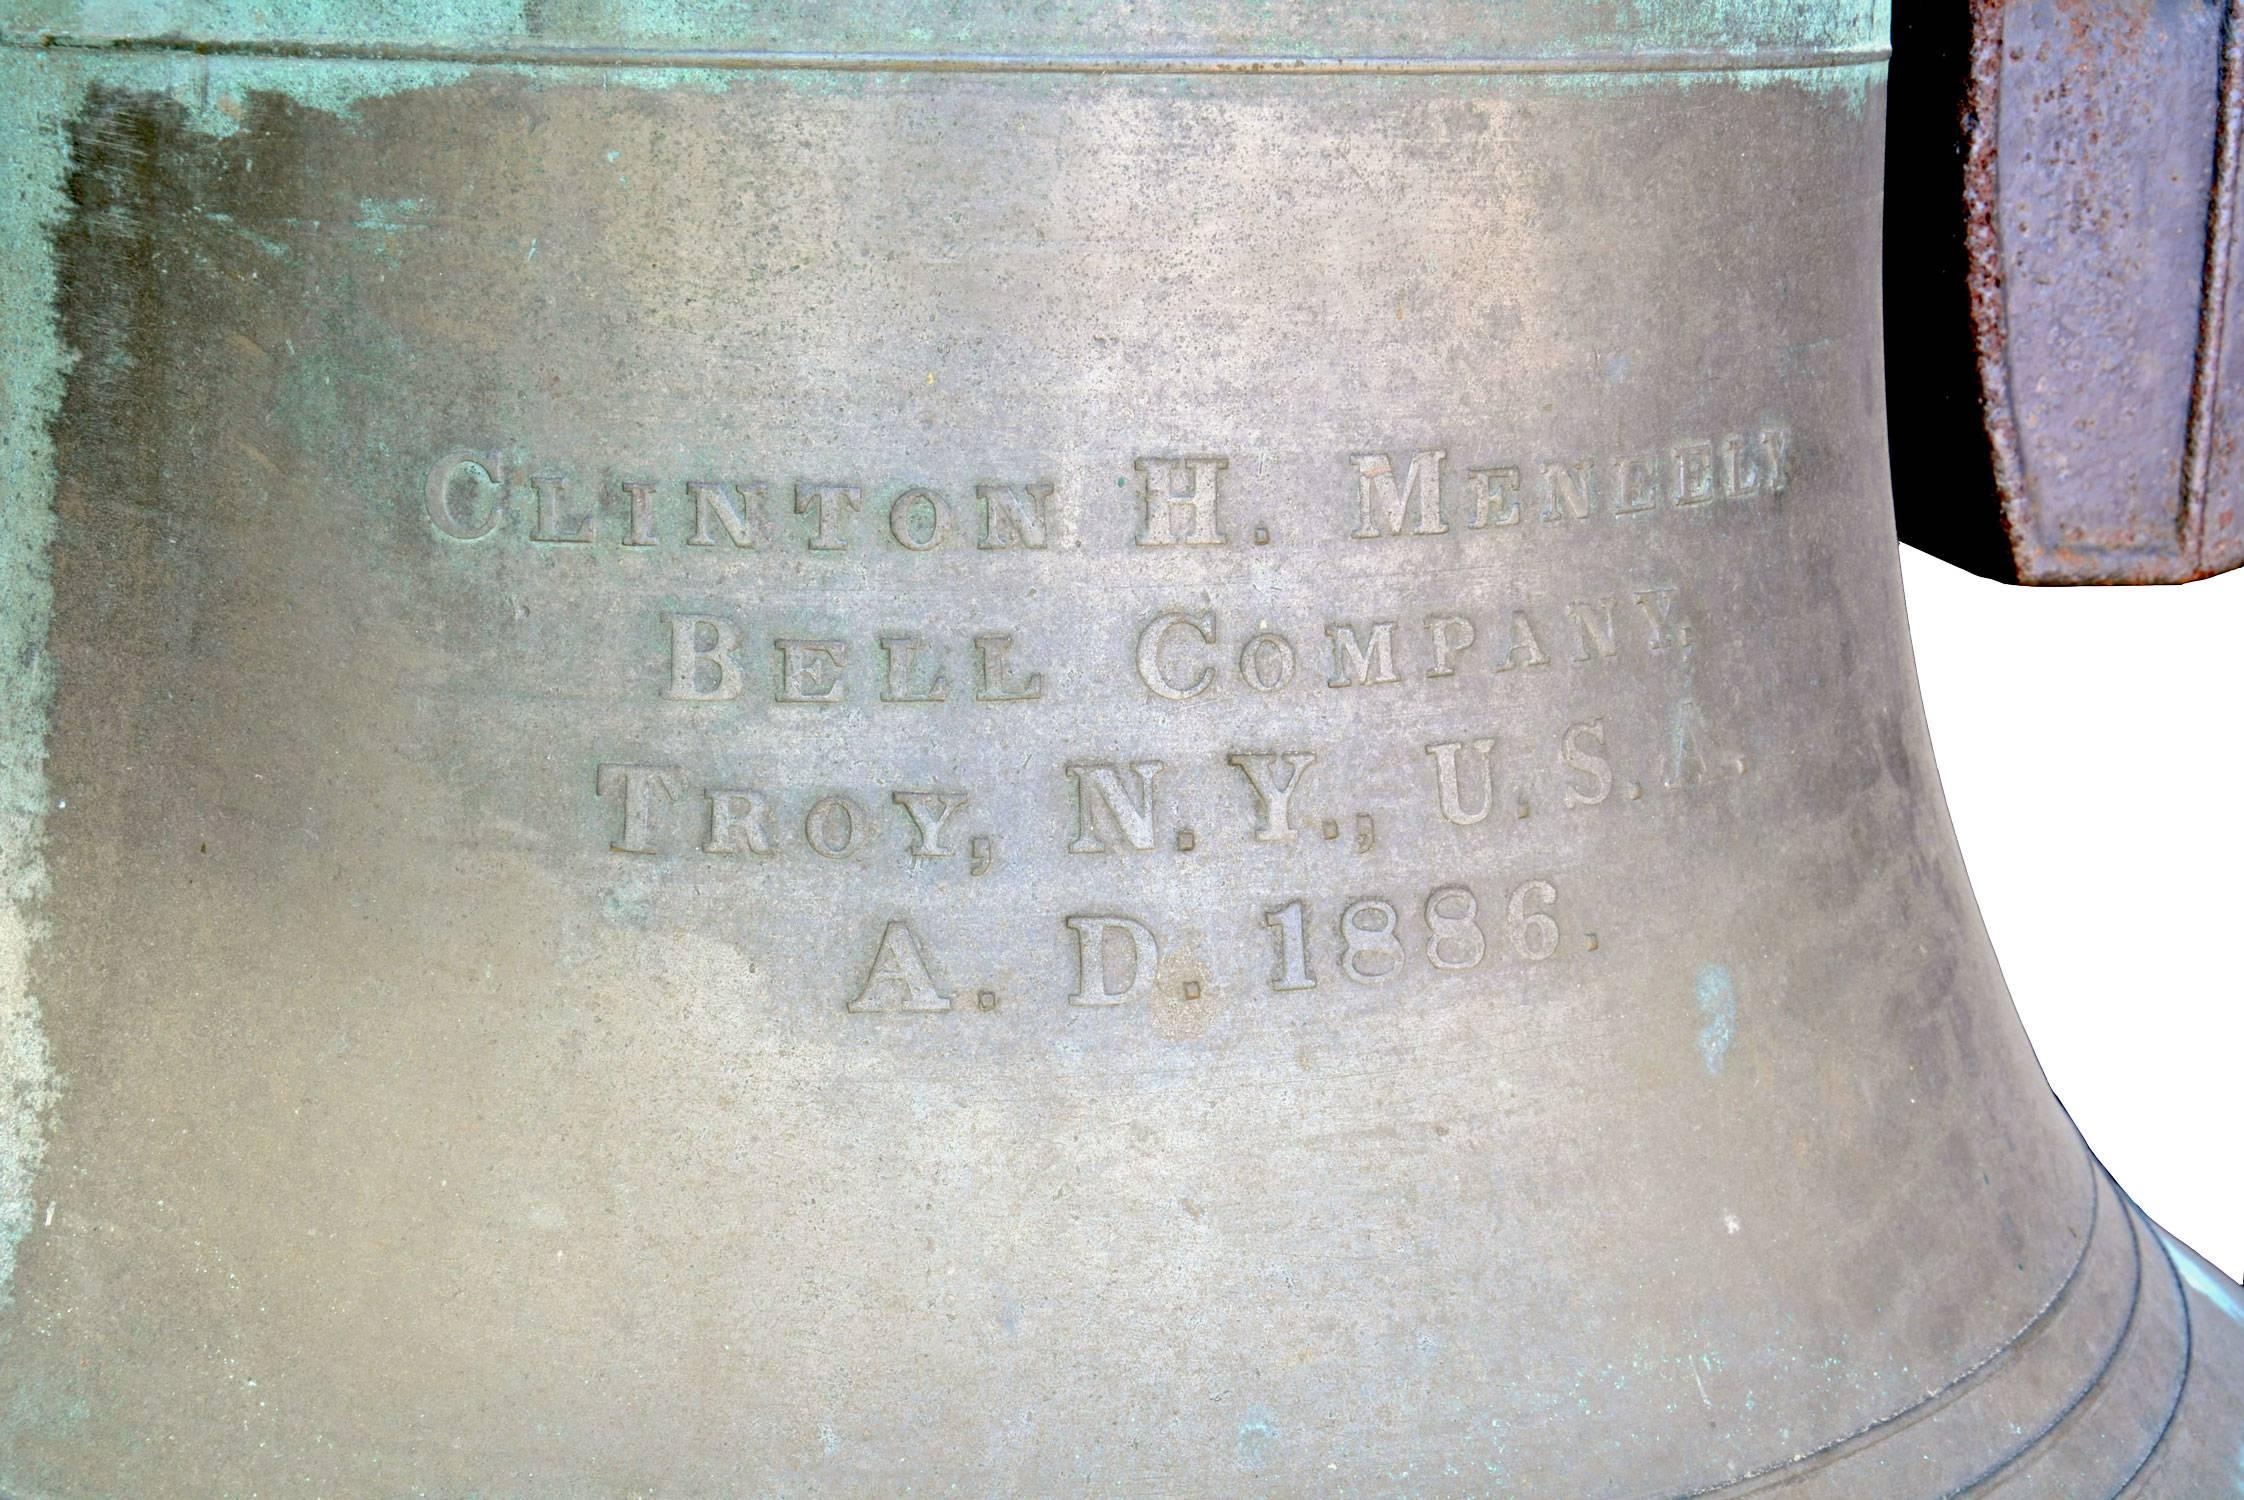 CLINTON H. MENEELY
BELL COMPANY,
TROY, N.Y., U.S.A.
A. D. 1886.